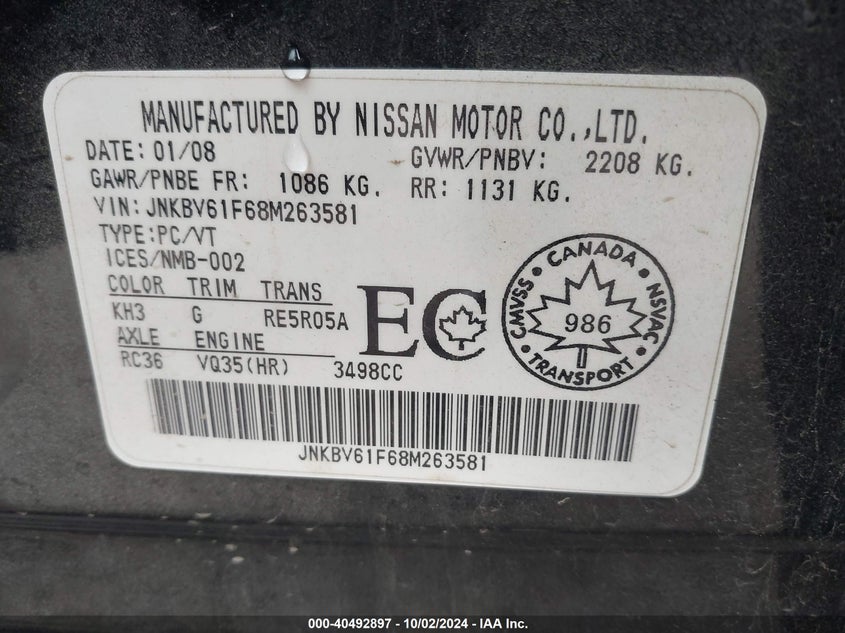 MANUFACTURED BY NISSAN MOTOR CO.,LTD.
DATE: 01/08 GVWR/PNBV: 2208 KG.
GAWR/PNBE FR: 1086 KG. RR: 1131 KG.
VIN: JNKBV61F68M263581
TYPE:PC/VT
ICES/NMB-002
COLOR TRIM TRANS
KH3 G RE5R05A
AXLE ENGINE
RC36 VQ35(HR) 3498CC
EC
CMVSS • CANADA • NSVAC • TRANSPORT •
986
JNKBV61F68M263581
000-40492897 - 10/02/2024 - IAA Inc.